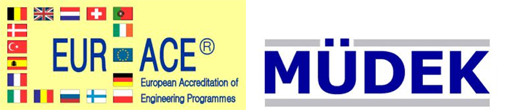 EUR ACE®
European Accreditation of
Engineering Programmes
MÜDEK